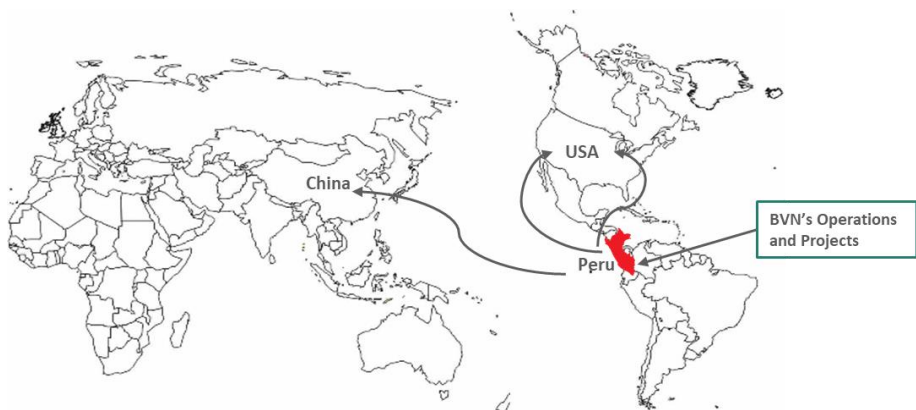 USA
China
BVN's Operations
and Projects
Peru